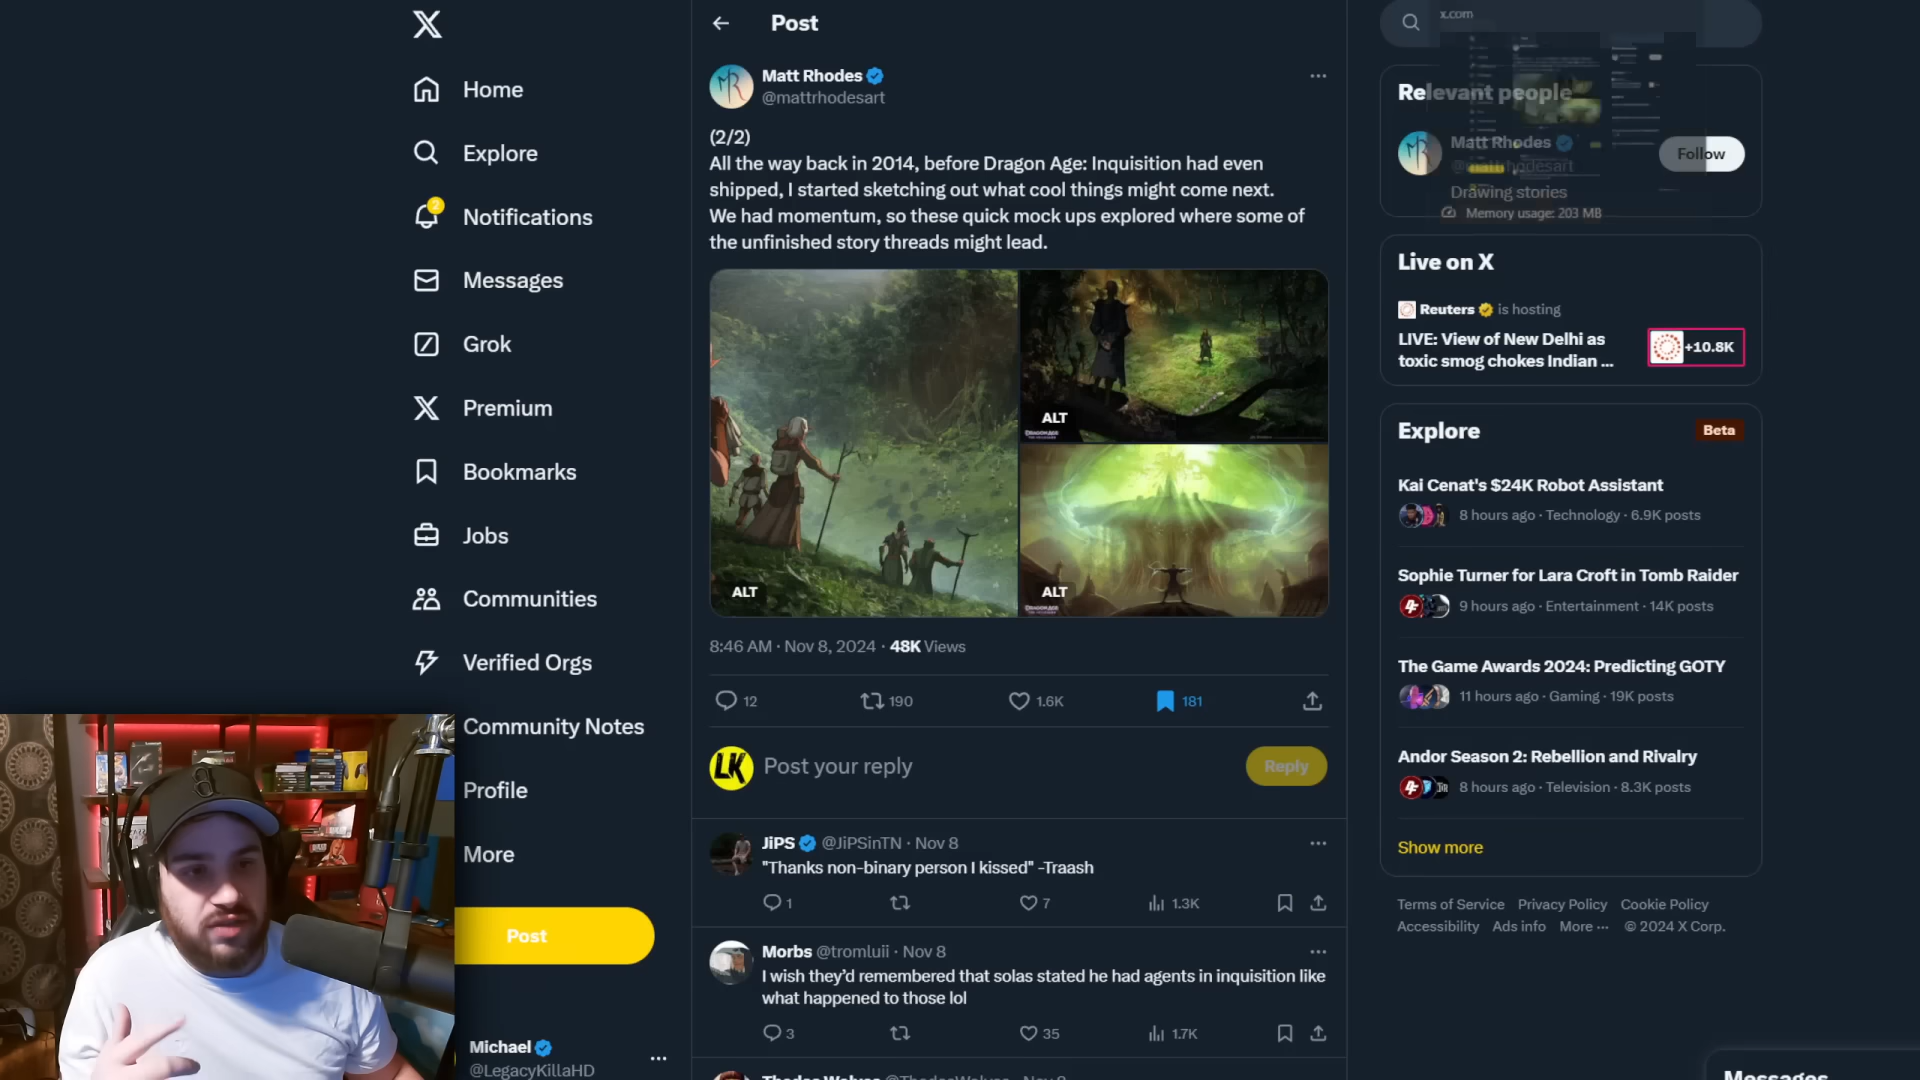 Home
Explore
2
Notifications
Messages
Grok
Premium
Bookmarks
Jobs
Communities
Verified Orgs
Community Notes
Profile
More
Post
Michael
@LegacyKillaHD
Post
Matt Rhodes
@mattrhodesart
(2/2)
All the way back in 2014, before Dragon Age: Inquisition had even
shipped, I started sketching out what cool things might come next.
We had momentum, so these quick mock ups explored where some of
the unfinished story threads might lead.
ALT
ALT
ALT
8:46 AM · Nov 8, 2024 · 48K Views
12
190
1.6K
181
LK
Post your reply
Reply
JiPS @JiPSinTN · Nov 8
"Thanks non-binary person I kissed" -Traash
1
7
1.3K
Morbs @tromluii · Nov 8
I wish they'd remembered that solas stated he had agents in inquisition like
what happened to those lol
3
35
1.7K
x.com
Relevant people
Matt Rhodes
@mattrhodesart
Follow
Drawing stories
Memory usage: 203 MB
Live on X
Reuters is hosting
LIVE: View of New Delhi as
toxic smog chokes Indian ...
+10.8K
Explore
Beta
Kai Cenat's $24K Robot Assistant
8 hours ago · Technology · 6.9K posts
Sophie Turner for Lara Croft in Tomb Raider
9 hours ago · Entertainment · 14K posts
The Game Awards 2024: Predicting GOTY
11 hours ago · Gaming · 19K posts
Andor Season 2: Rebellion and Rivalry
8 hours ago · Television · 8.3K posts
Show more
Terms of Service Privacy Policy Cookie Policy
Accessibility Ads info More ··· © 2024 X Corp.
Messages